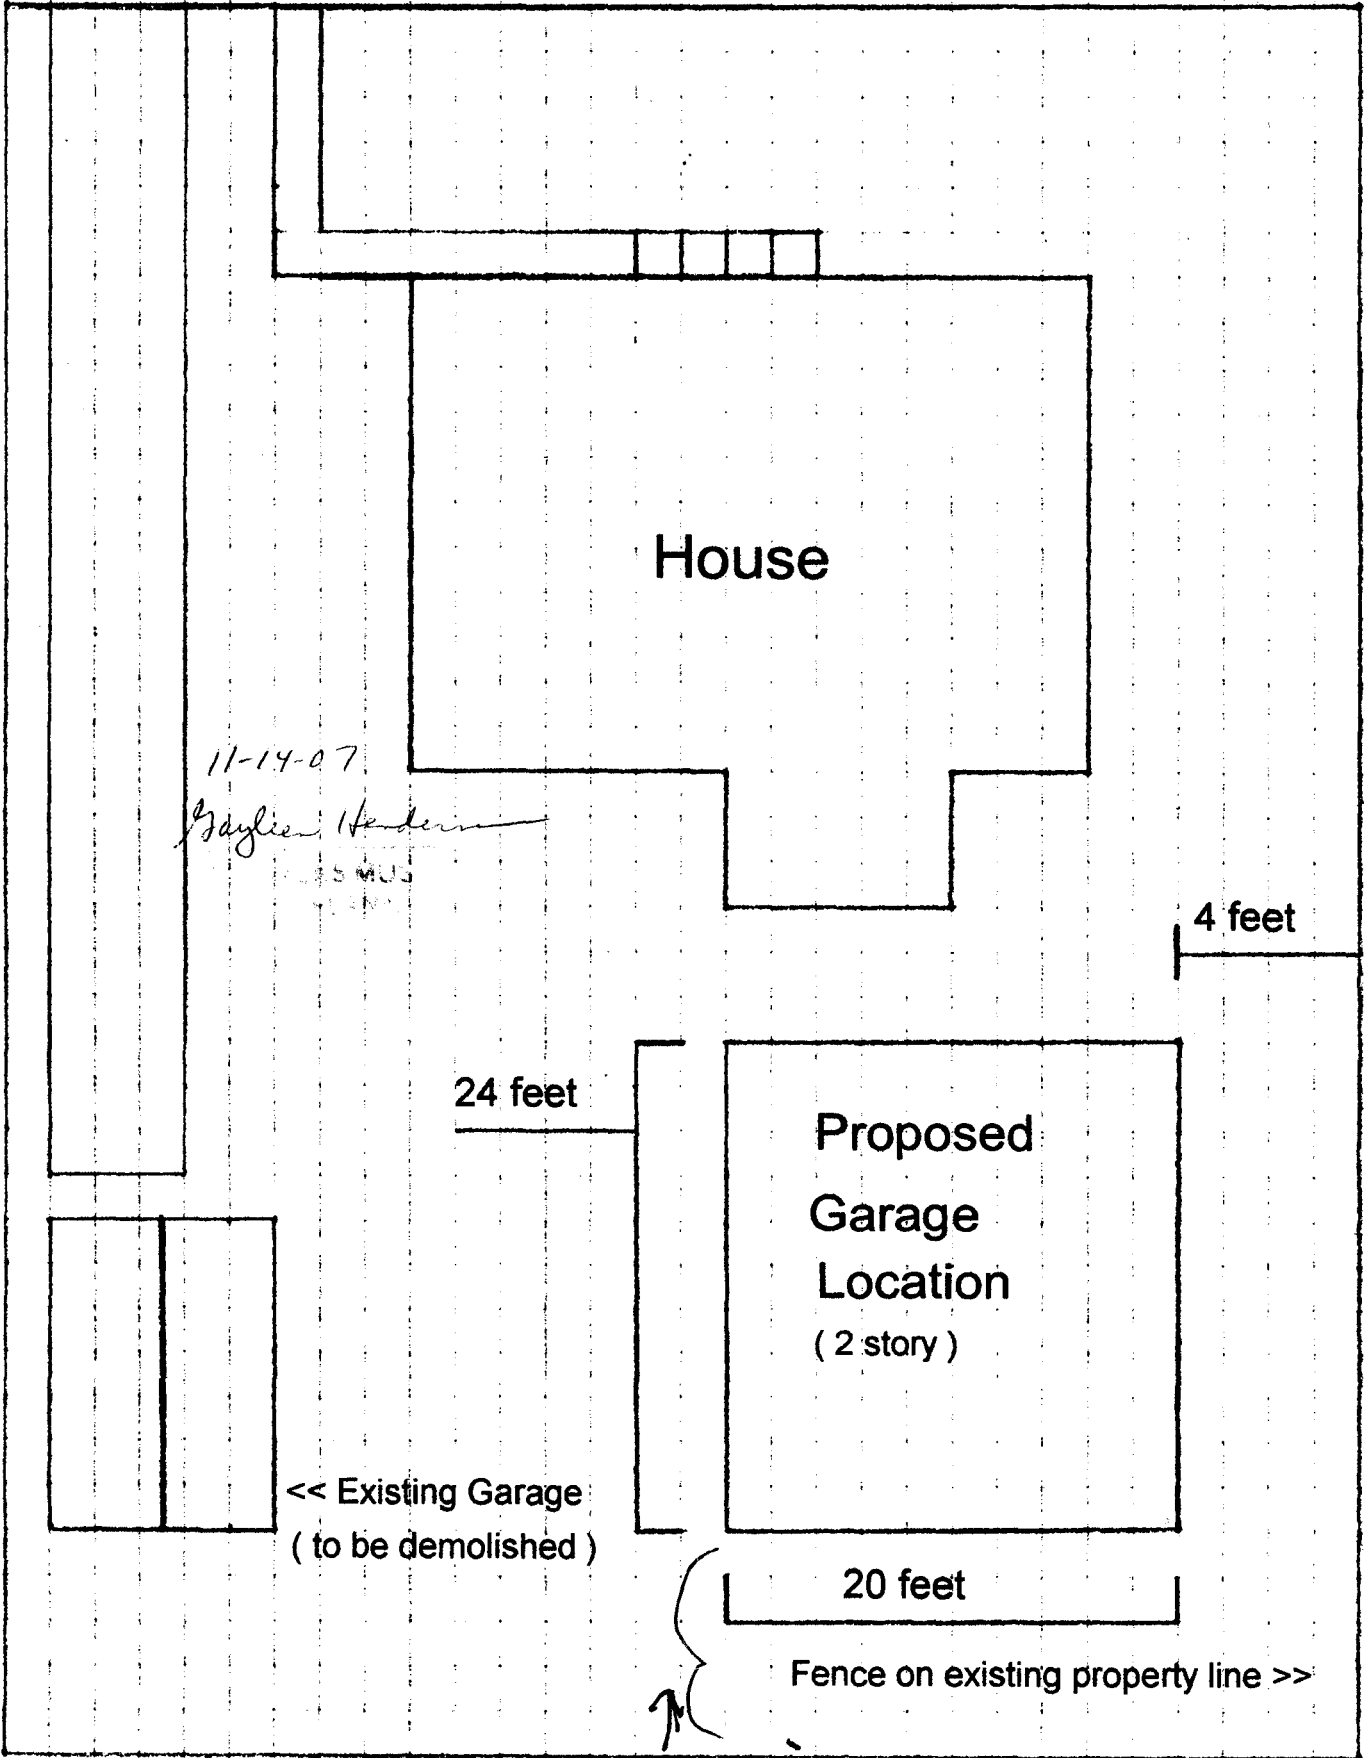 House
11-14-07
4 feet
24 feet
Proposed
Garage
Location
( 2 story )
<< Existing Garage
( to be demolished )
20 feet
Fence on existing property line >>